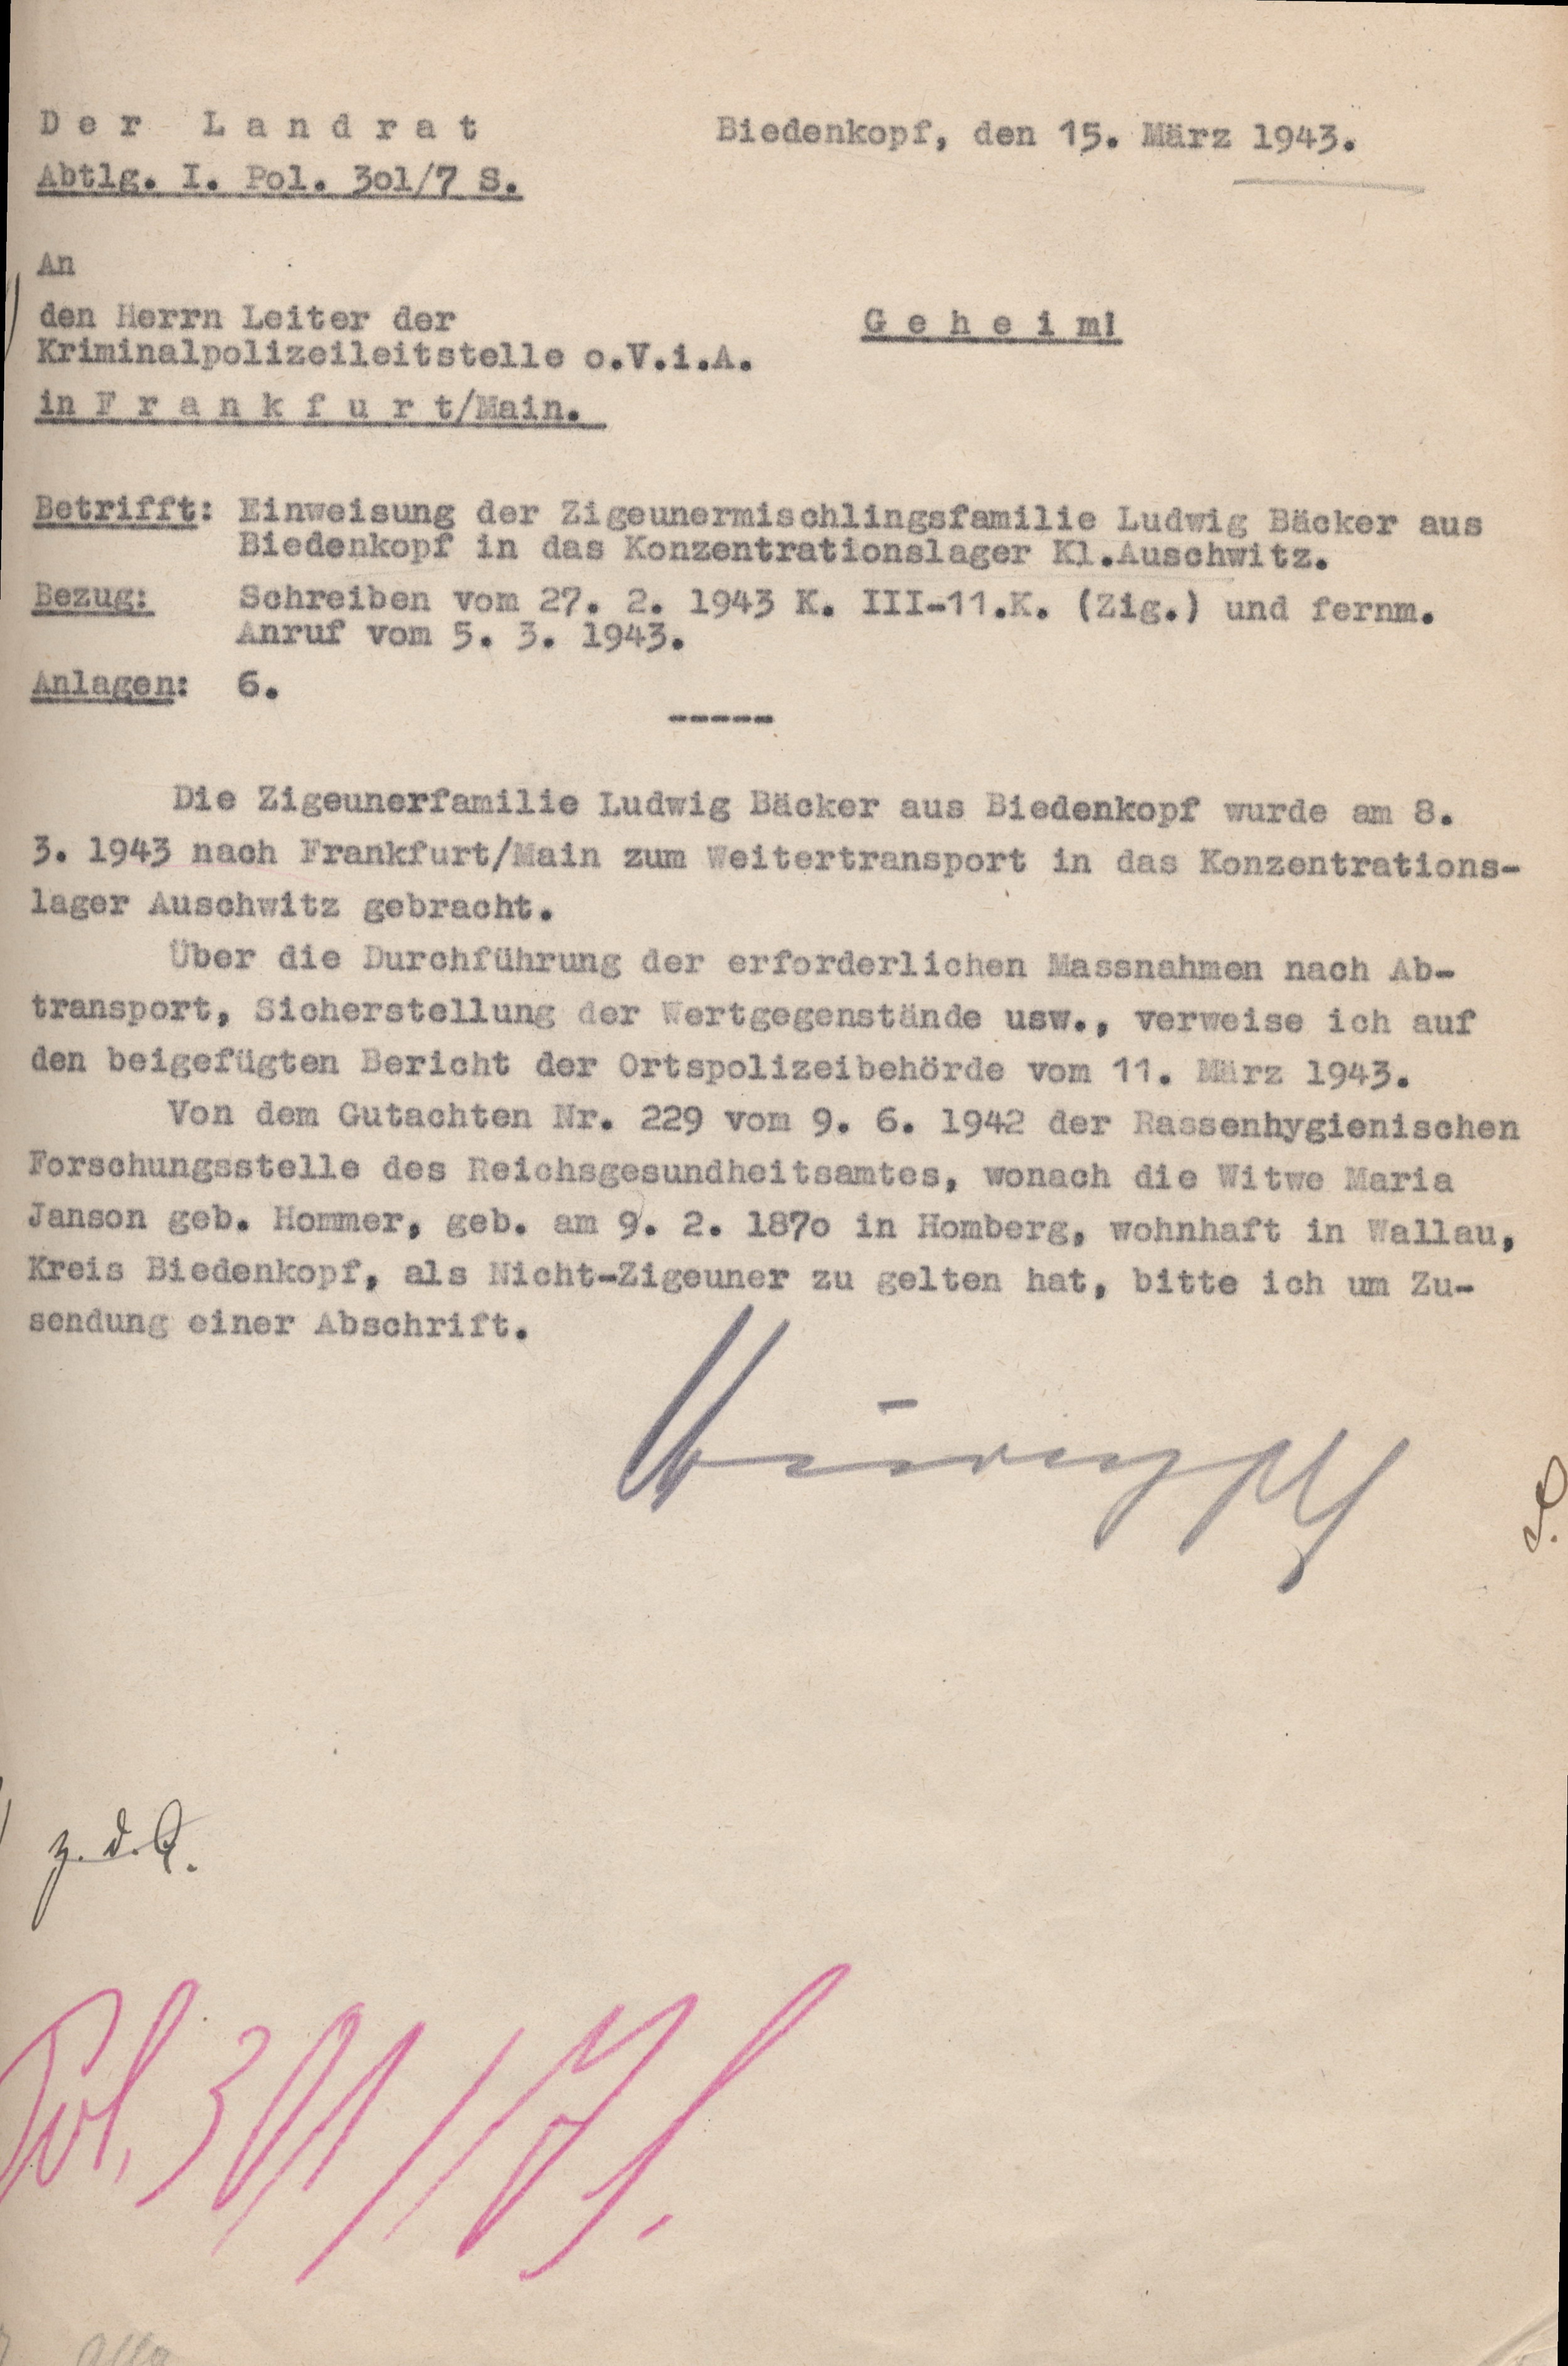 Der Landrat
Abtlg. I. Pol. 3o1/7 S.
Biedenkopf, den 15. März 1943.
An
den Herrn Leiter der
Kriminalpolizeileitstelle o.V.i.A.
in Frankfurt/Main.
Geheim!
Betrifft: Einweisung der Zigeunermischlingsfamilie Ludwig Bäcker aus
Biedenkopf in das Konzentrationslager Kl.Auschwitz.
Bezug: Schreiben vom 27. 2. 1943 K. III-11.K. (Zig.) und fernm.
Anruf vom 5. 3. 1943.
Anlagen: 6.
-----
Die Zigeunerfamilie Ludwig Bäcker aus Biedenkopf wurde am 8.
3. 1943 nach Frankfurt/Main zum Weitertransport in das Konzentrations-
lager Auschwitz gebracht.
Über die Durchführung der erforderlichen Massnahmen nach Ab-
transport, Sicherstellung der Wertgegenstände usw., verweise ich auf
den beigefügten Bericht der Ortspolizeibehörde vom 11. März 1943.
Von dem Gutachten Nr. 229 vom 9. 6. 1942 der Rassenhygienischen
Forschungsstelle des Reichsgesundheitsamtes, wonach die Witwe Maria
Janson geb. Hommer, geb. am 9. 2. 187o in Homberg, wohnhaft in Wallau,
Kreis Biedenkopf, als Nicht-Zigeuner zu gelten hat, bitte ich um Zu-
sendung einer Abschrift.
z. d. A.
Pol. 301/7 S.